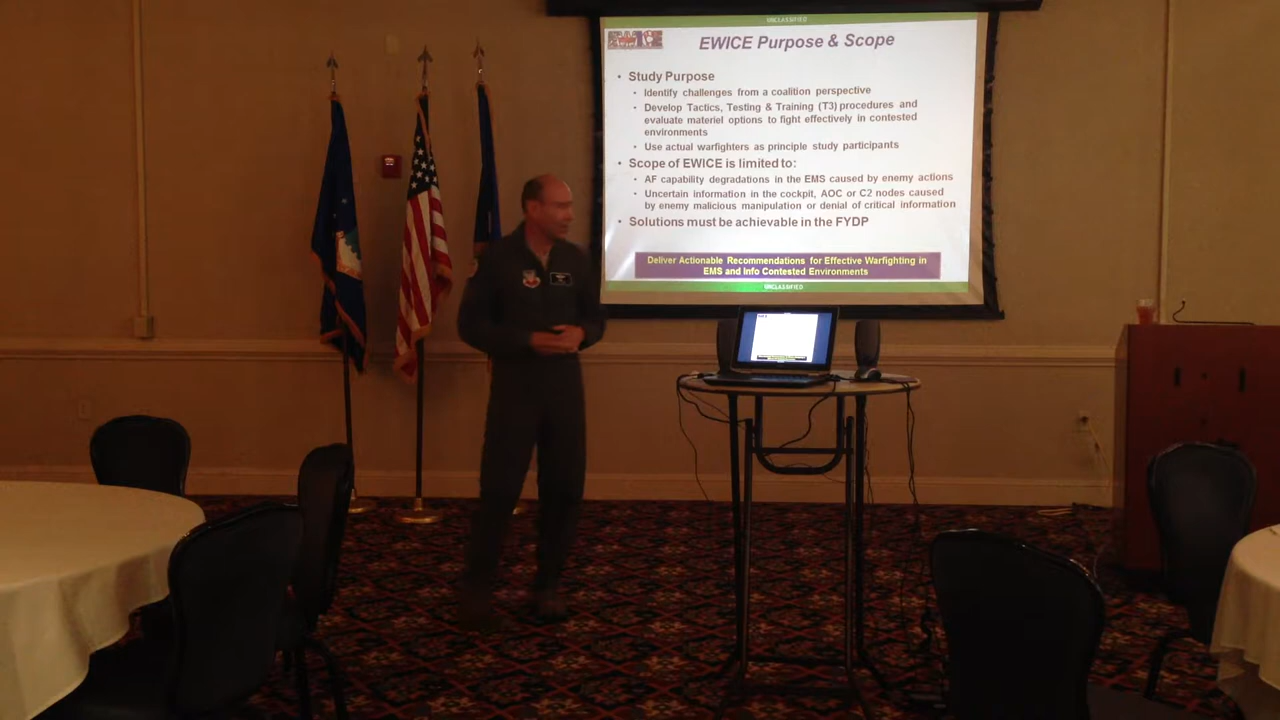 UNCLASSIFIED
EWICE Purpose & Scope
• Study Purpose
• Identify challenges from a coalition perspective
• Develop Tactics, Testing & Training (T3) procedures and
evaluate materiel options to fight effectively in contested
environments
• Use actual warfighters as principle study participants
• Scope of EWICE is limited to:
• AF capability degradations in the EMS caused by enemy actions
• Uncertain information in the cockpit, AOC or C2 nodes caused
by enemy malicious manipulation or denial of critical information
• Solutions must be achievable in the FYDP
Deliver Actionable Recommendations for Effective Warfighting in
EMS and Info Contested Environments
UNCLASSIFIED